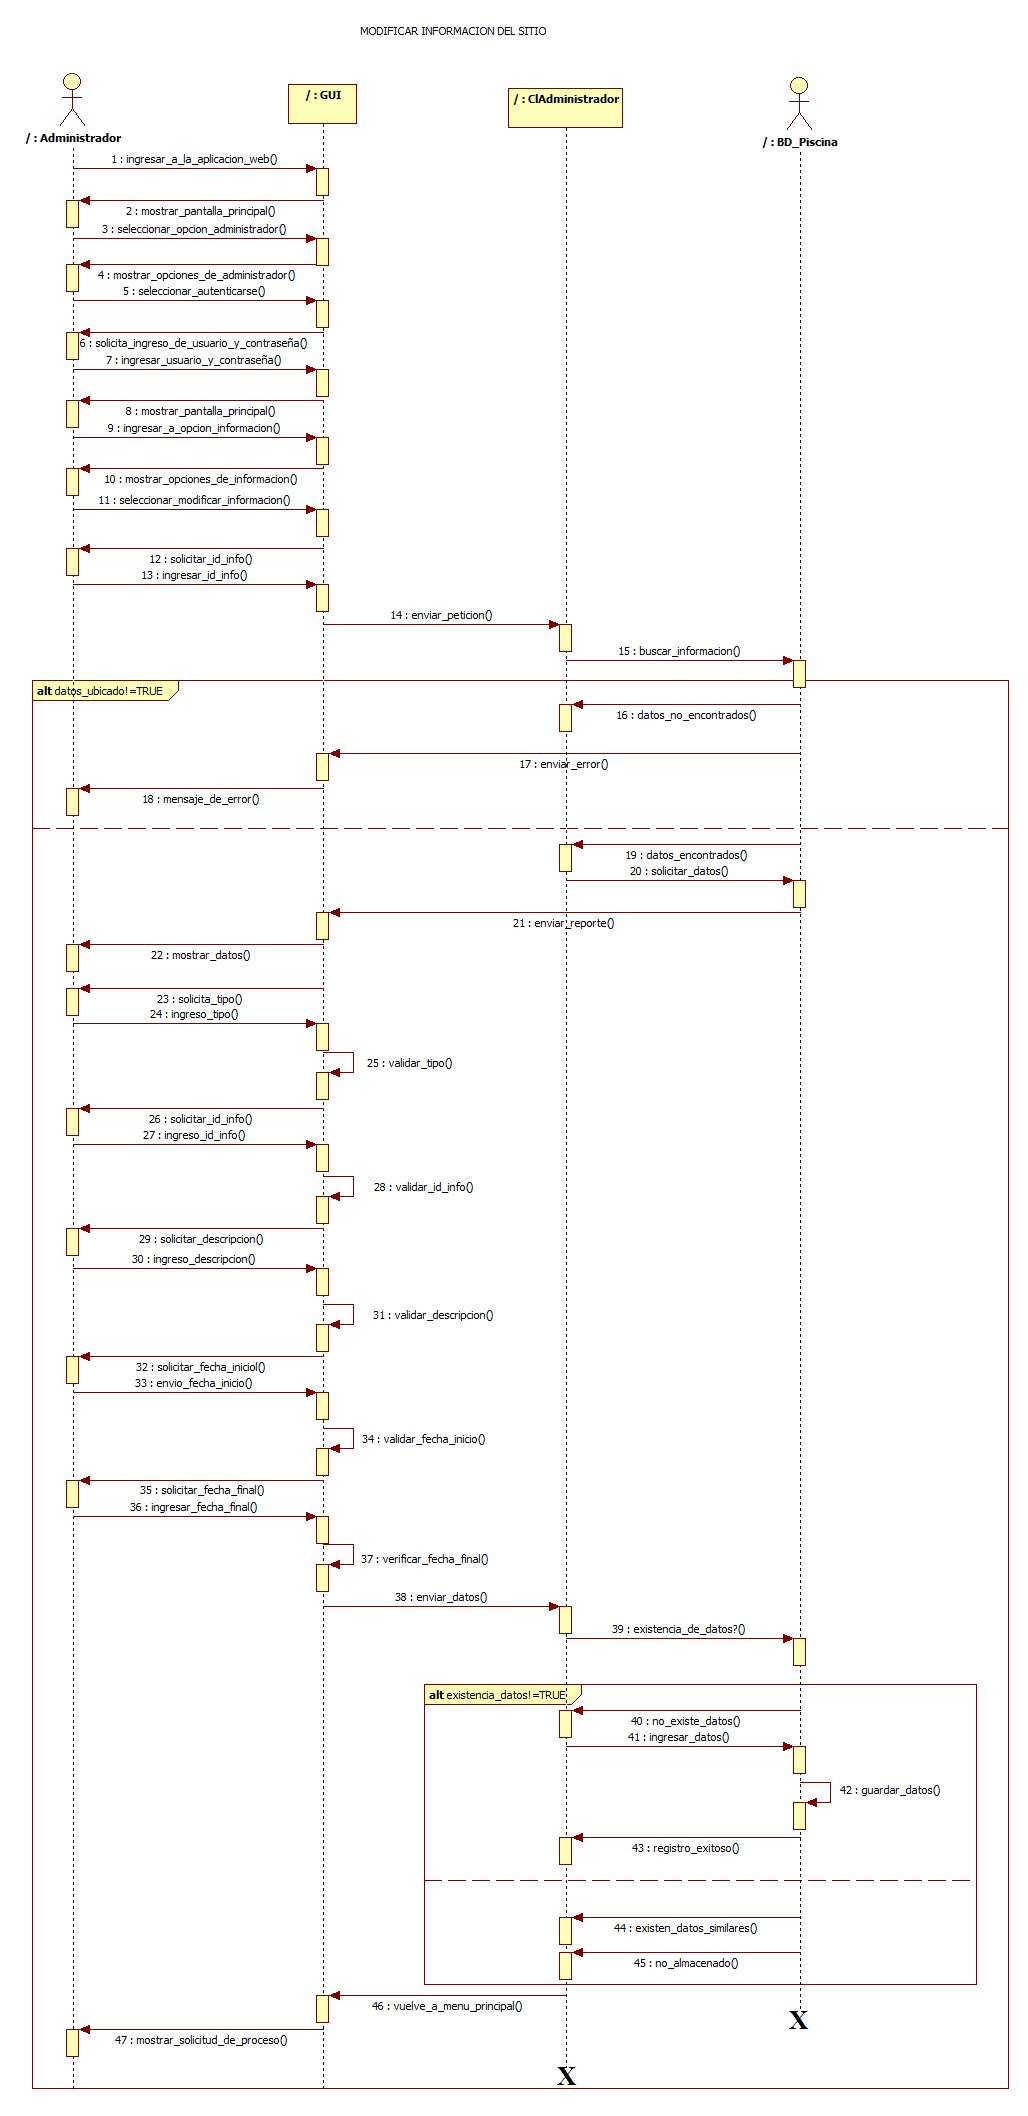 MODIFICAR INFORMACION DEL SITIO
/ : Administrador
/ : GUI
/ : ClAdministrador
/ : BD_Piscina
1 : ingresar_a_la_aplicacion_web()
2 : mostrar_pantalla_principal()
3 : seleccionar_opcion_administrador()
4 : mostrar_opciones_de_administrador()
5 : seleccionar_autenticarse()
6 : solicita_ingreso_de_usuario_y_contraseña()
7 : ingresar_usuario_y_contraseña()
8 : mostrar_pantalla_principal()
9 : ingresar_a_opcion_informacion()
10 : mostrar_opciones_de_informacion()
11 : seleccionar_modificar_informacion()
12 : solicitar_id_info()
13 : ingresar_id_info()
14 : enviar_peticion()
15 : buscar_informacion()
alt datos_ubicado!=TRUE
16 : datos_no_encontrados()
17 : enviar_error()
18 : mensaje_de_error()
19 : datos_encontrados()
20 : solicitar_datos()
21 : enviar_reporte()
22 : mostrar_datos()
23 : solicita_tipo()
24 : ingreso_tipo()
25 : validar_tipo()
26 : solicitar_id_info()
27 : ingreso_id_info()
28 : validar_id_info()
29 : solicitar_descripcion()
30 : ingreso_descripcion()
31 : validar_descripcion()
32 : solicitar_fecha_iniciol()
33 : envio_fecha_inicio()
34 : validar_fecha_inicio()
35 : solicitar_fecha_final()
36 : ingresar_fecha_final()
37 : verificar_fecha_final()
38 : enviar_datos()
39 : existencia_de_datos?()
alt existencia_datos!=TRUE
40 : no_existe_datos()
41 : ingresar_datos()
42 : guardar_datos()
43 : registro_exitoso()
44 : existen_datos_similares()
45 : no_almacenado()
46 : vuelve_a_menu_principal()
X
47 : mostrar_solicitud_de_proceso()
X